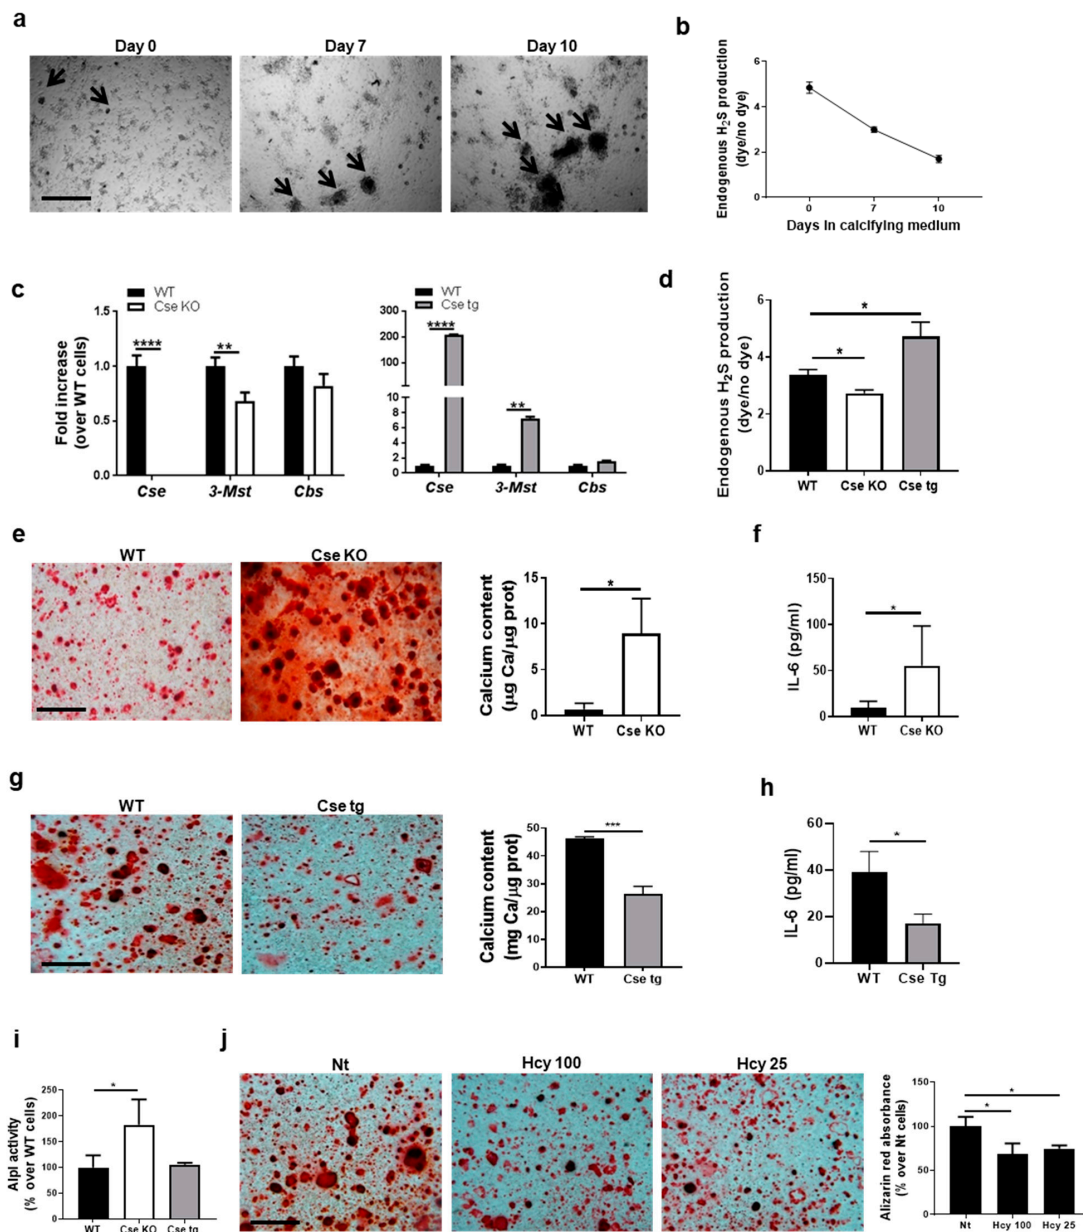 a
Day 0
Day 7
Day 10
b
Endogenous H2S production
(dye/no dye)
6
4
2
0
0
7
10
Days in calcifying medium
c
WT
Cse KO
Fold increase
(over WT cells)
1.5
1.0
0.5
0.0
****
**
Cse
3-Mst
Cbs
WT
Cse tg
300
200
100
10
8
6
4
2
0
****
**
Cse
3-Mst
Cbs
d
Endogenous H2S production
(dye/no dye)
6
4
2
0
*
*
WT
Cse KO
Cse tg
e
WT
Cse KO
Calcium content
(µg Ca/µg prot)
15
10
5
0
*
WT
Cse KO
f
IL-6 (pg/ml)
150
100
50
0
*
WT
Cse KO
g
WT
Cse tg
Calcium content
(mg Ca/µg prot)
50
40
30
20
10
0
***
WT
Cse tg
h
IL-6 (pg/ml)
60
40
20
0
*
WT
Cse Tg
i
Alpl activity
(% over WT cells)
250
200
150
100
50
0
*
WT
Cse KO
Cse tg
j
Nt
Hcy 100
Hcy 25
Alizarin red absorbance
(% over Nt cells)
150
100
50
0
*
*
Nt
Hcy 100
Hcy 25